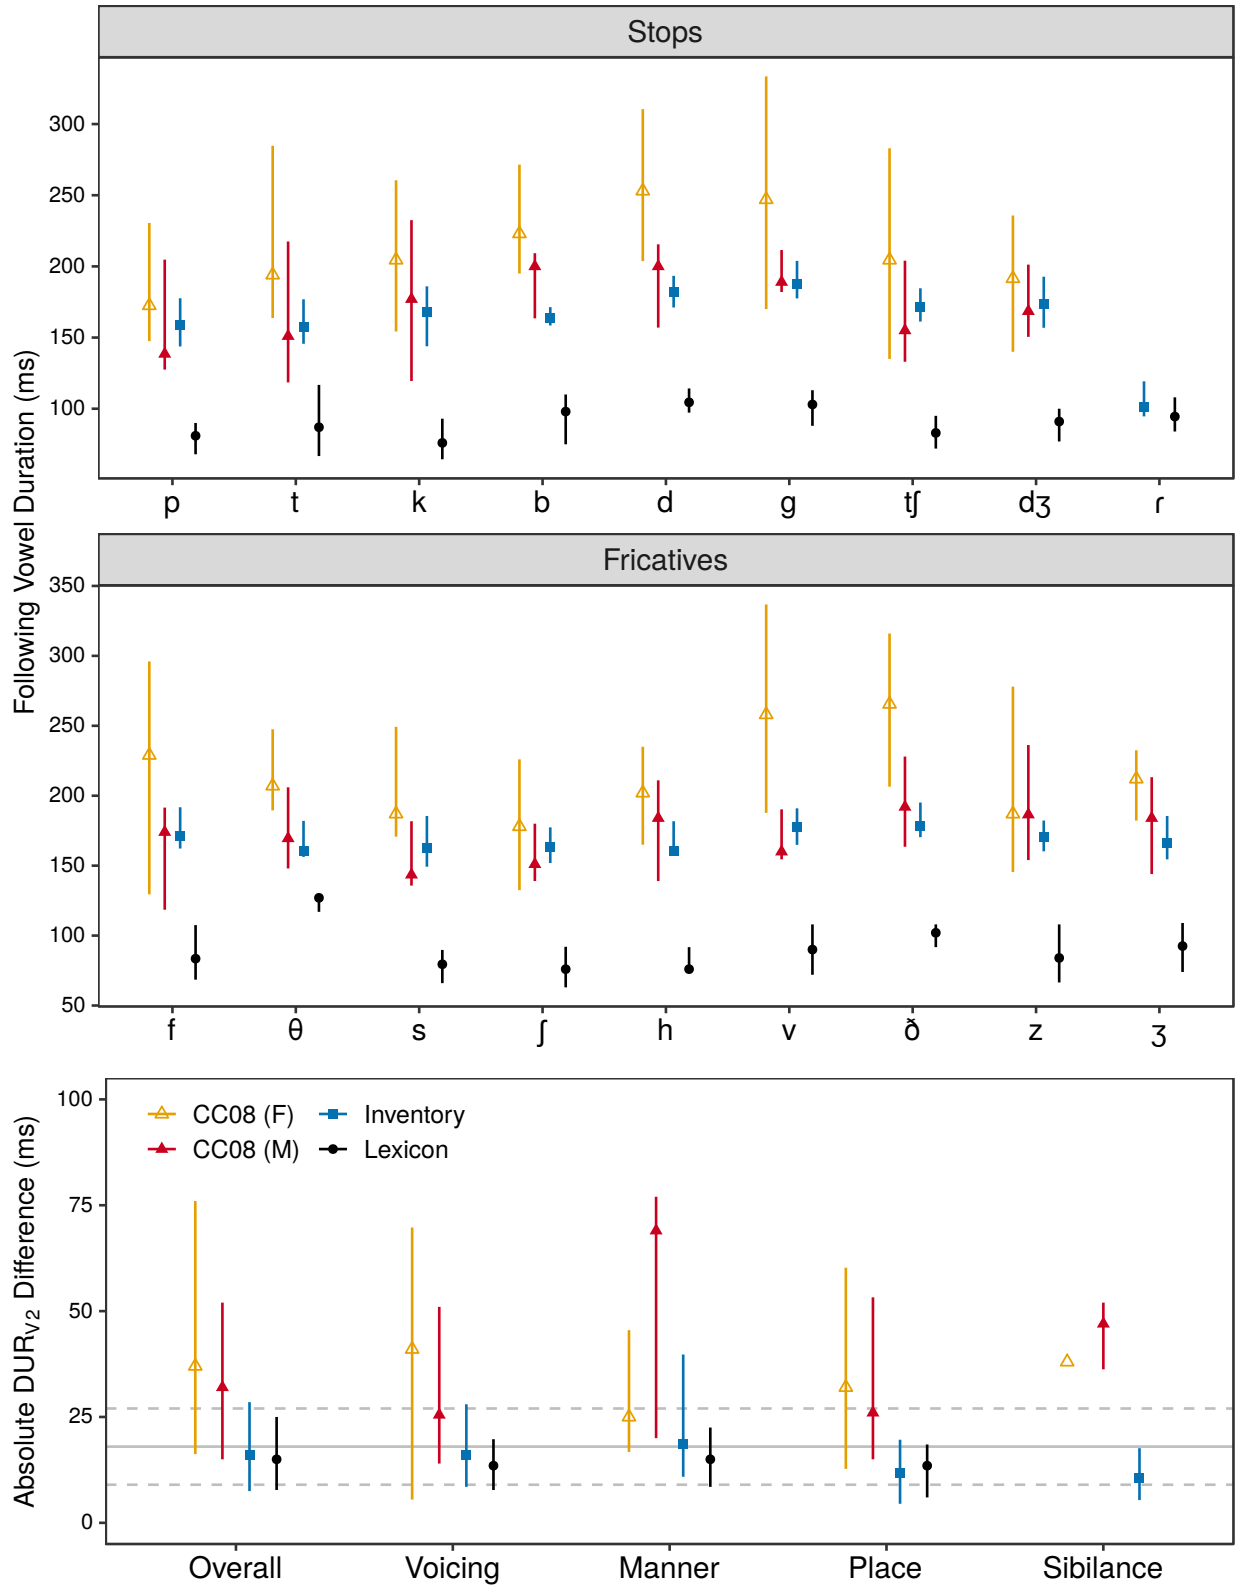 Stops
Following Vowel Duration (ms)
300
250
200
150
100
p t k b d g tʃ dʒ ɾ
Fricatives
350
300
250
200
150
100
50
f θ s ʃ h v ð z ʒ
Absolute DURV2 Difference (ms)
100
75
50
25
0
CC08 (F) Inventory
CC08 (M) Lexicon
Overall Voicing Manner Place Sibilance